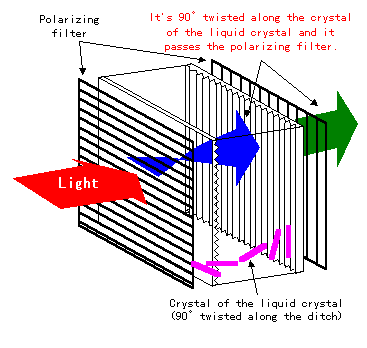 Polarizing
filter
It's 90° twisted along the crystal
of the liquid crystal and it
passes the polarizing filter.
Light
Crystal of the liquid crystal
(90° twisted along the ditch)